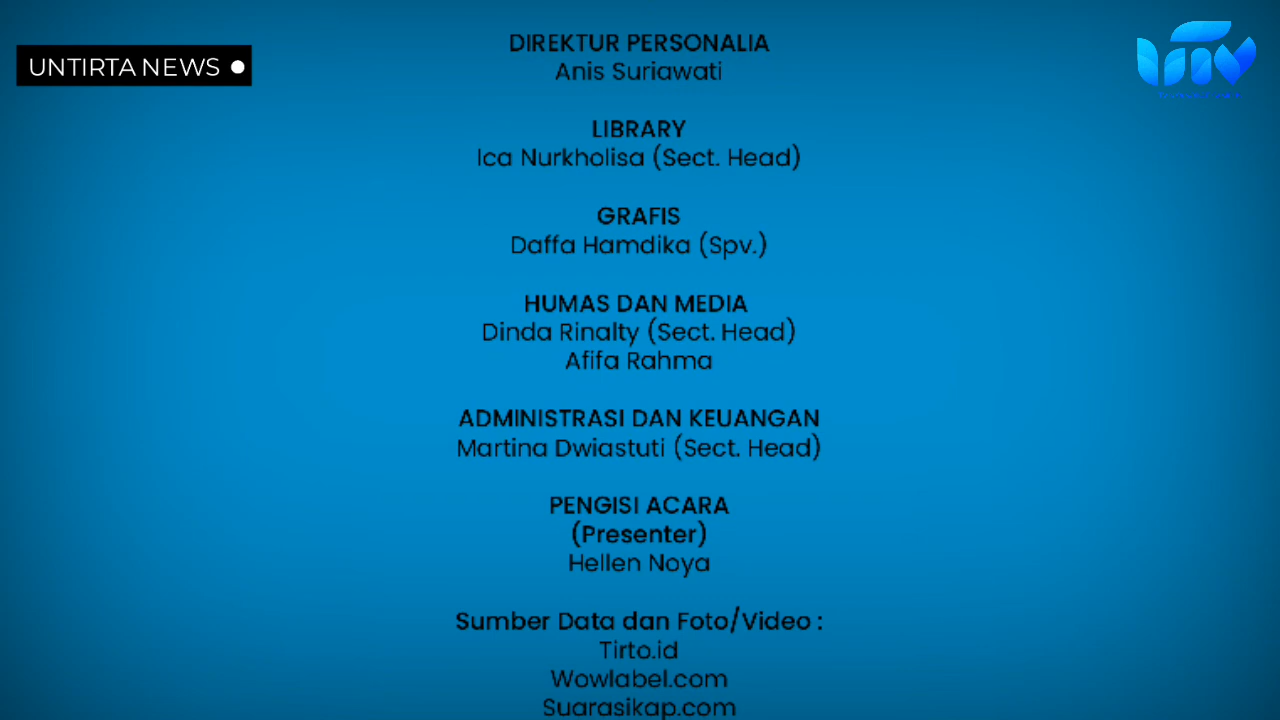 UNTIRTA NEWS
DIREKTUR PERSONALIA
Anis Suriawati
LIBRARY
Ica Nurkholisa (Sect. Head)
GRAFIS
Daffa Hamdika (Spv.)
HUMAS DAN MEDIA
Dinda Rinalty (Sect. Head)
Afifa Rahma
ADMINISTRASI DAN KEUANGAN
Martina Dwiastuti (Sect. Head)
PENGISI ACARA
(Presenter)
Hellen Noya
Sumber Data dan Foto/Video :
Tirto.id
Wowlabel.com
Suarasikap.com